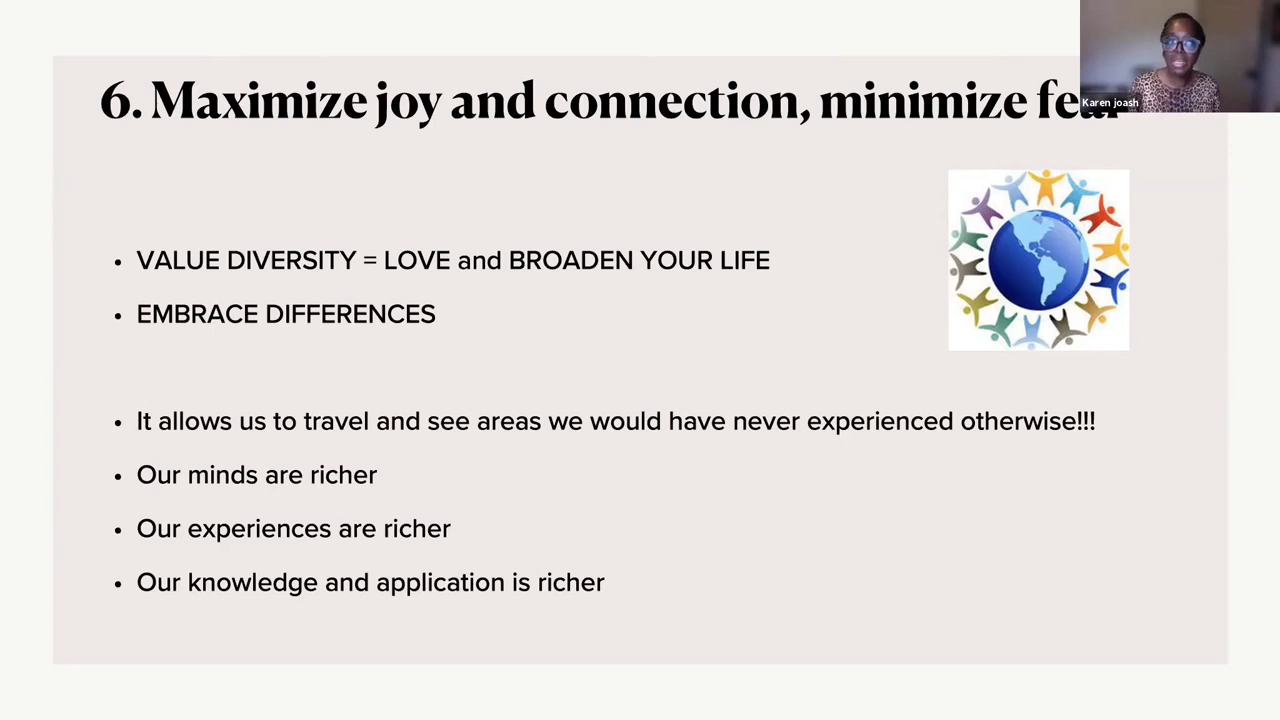 6. Maximize joy and connection, minimize fear
Karen joash
• VALUE DIVERSITY = LOVE and BROADEN YOUR LIFE
• EMBRACE DIFFERENCES
• It allows us to travel and see areas we would have never experienced otherwise!!!
• Our minds are richer
• Our experiences are richer
• Our knowledge and application is richer